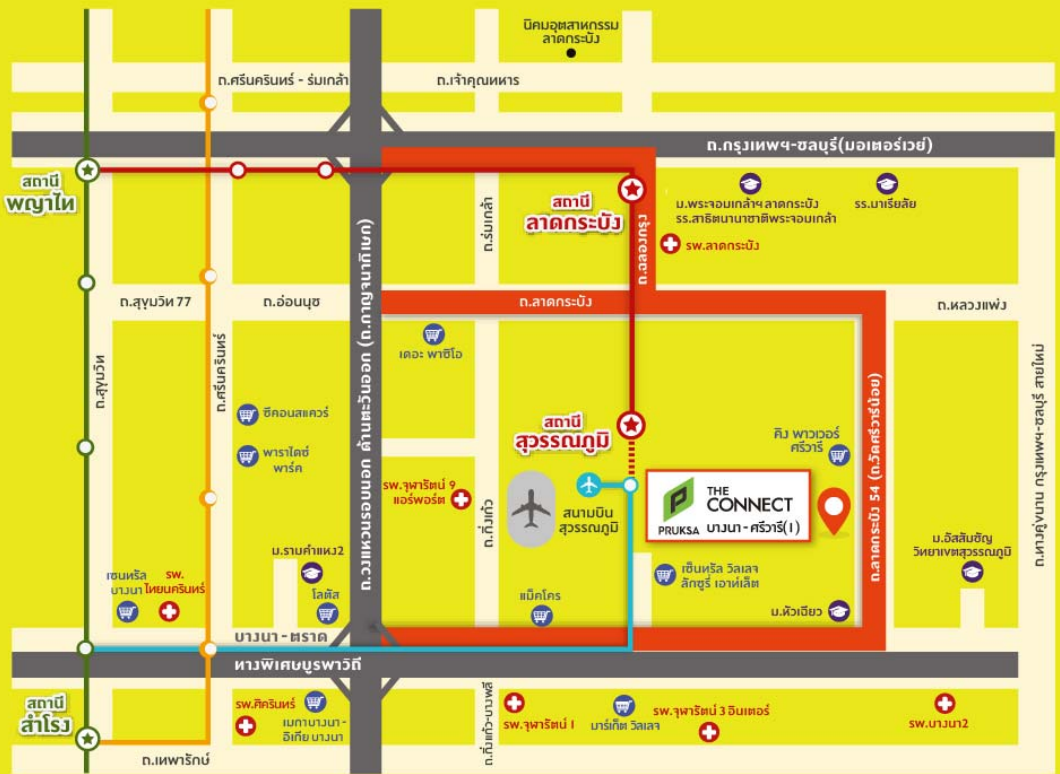 นิคมอุตสาหกรรม
ลาดกระบัง
ถ.ศรีนครินทร์ - ร่มเกล้า
ถ.เจ้าคุณทหาร
ถ.กรุงเทพฯ-ชลบุรี(มอเตอร์เวย์)
สถานี
พญาไท
สถานี
ลาดกระบัง
ม.พระจอมเกล้าฯ ลาดกระบัง
รร.สาธิตนานาชาติพระจอมเกล้า
รร.มาเรียลัย
รพ.ลาดกระบัง
ถ.ร่มเกล้า
ถ.ฉลองกรุง
ถ.สุขุมวิท 77
ถ.อ่อนนุช
ถ.ลาดกระบัง
ถ.หลวงแพ่ง
ถ.วงแหวนรอบนอก ด้านตะวันออก (ถ.กาญจนาภิเษก)
ถ.สุขุมวิท
ถ.ศรีนครินทร์
เดอะ พาซิโอ
ซีคอนสแควร์
พาราไดซ์
พาร์ค
สถานี
สุวรรณภูมิ
คิง พาวเวอร์
ศรีวารี
ถ.ลาดกระบัง 54 (ถ.วัดศรีวารีน้อย)
ถ.ทางคู่ขนาน กรุงเทพฯ-ชลบุรี สายใหม่
รพ.จุฬารัตน์ 9
แอร์พอร์ต
ถ.กิ่งแก้ว
สนามบิน
สุวรรณภูมิ
PRUKSA
THE
CONNECT
บางนา - ศรีวารี(1)
ม.อัสสัมชัญ
วิทยาเขตสุวรรณภูมิ
ม.รามคำแหง2
โลตัส
เซนทรัล
บางนา
รพ.
ไทยนครินทร์
แม็คโคร
เซ็นทรัล วิลเลจ
ลักชูรี่ เอาท์เล็ต
ม.หัวเฉียว
บางนา - ตราด
ทางพิเศษบูรพาวิถี
สถานี
สำโรง
รพ.ศิครินทร์
เมกาบางนา -
อิเกีย บางนา
ถ.กิ่งแก้ว-บางพลี
รพ.จุฬารัตน์ 1
มาร์เก็ต วิลเลจ
รพ.จุฬารัตน์ 3 อินเตอร์
รพ.บางนา2
ถ.เทพารักษ์